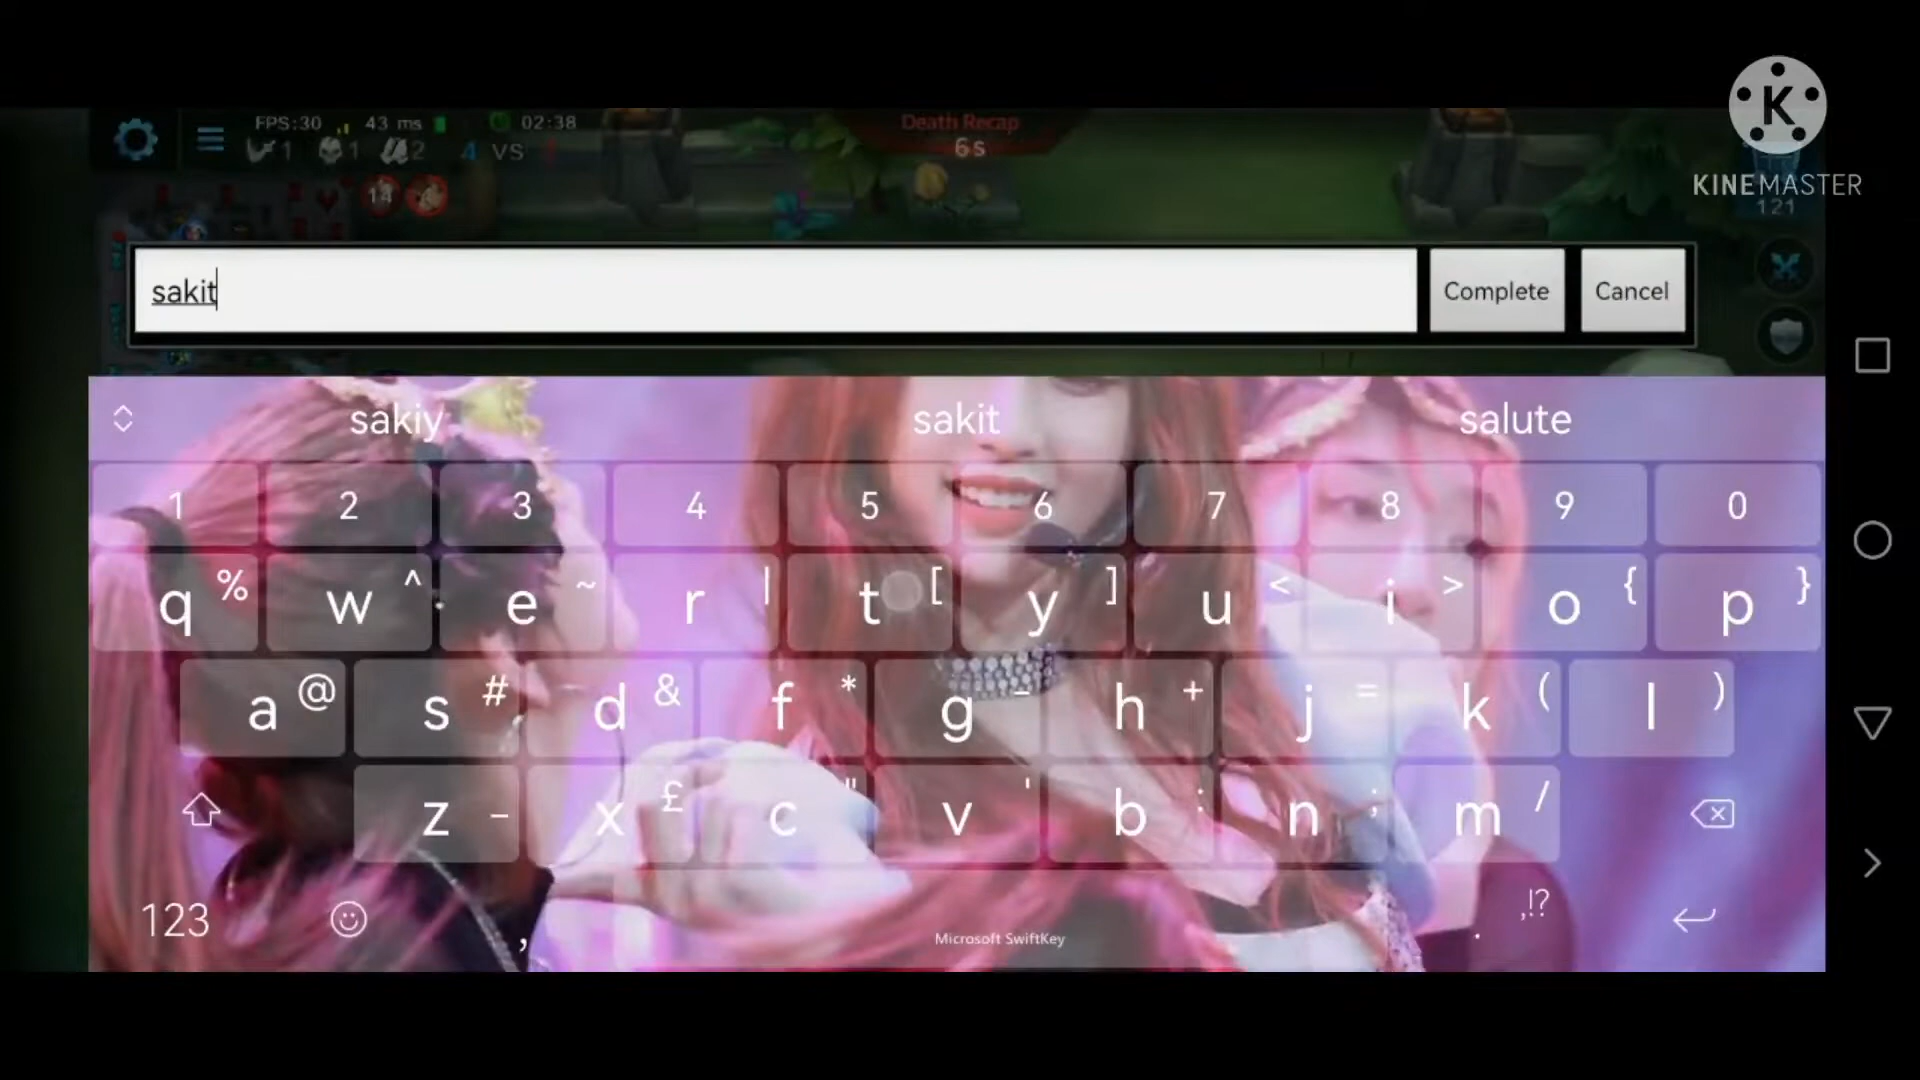 FPS:30 43 ms 02:38
1 1 2 4 VS
Death Recap
6s
14
K
KINEMASTER
121
sakit Complete Cancel
sakiy sakit salute
1 2 3 4 5 6 7 8 9 0
q % w ^ e ~ r | t [ y ] u < i > o { p }
a @ s # d & f * g - h + j = k ( l )
z - x £ c " v ' b : n ; m /
123 , Microsoft SwiftKey . ,!?